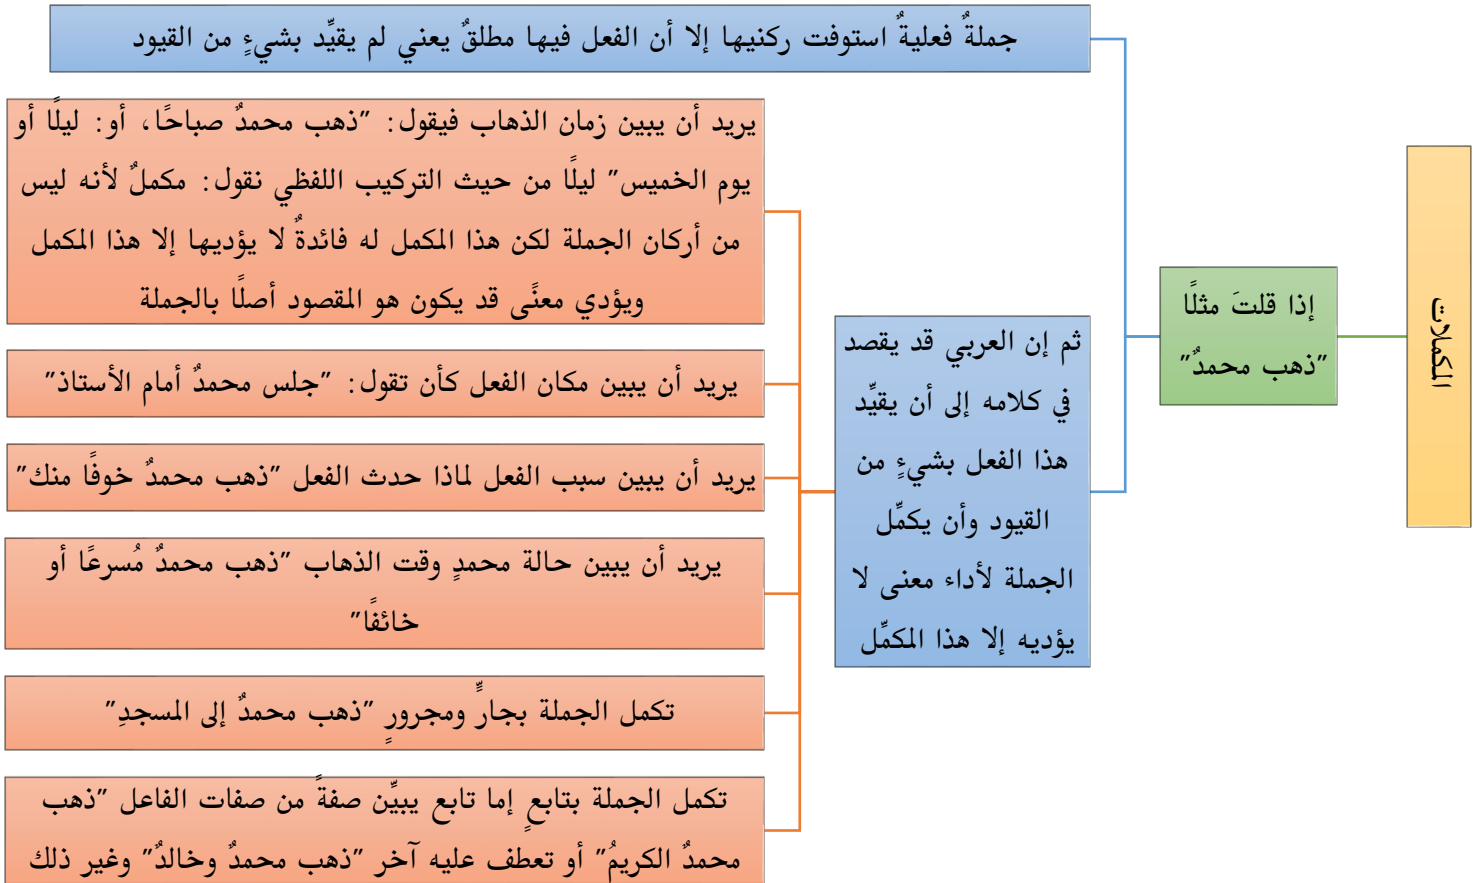 المكملات
إذا قلتَ مثلًا
"ذهب محمدٌ"
جملةٌ فعليةٌ استوفت ركنيها إلا أن الفعل فيها مطلقٌ يعني لم يقيِّد بشيءٍ من القيود
ثم إن العربي قد يقصد
في كلامه إلى أن يقيِّد
هذا الفعل بشيءٍ من
القيود وأن يكمِّل
الجملة لأداء معنى لا
يؤديه إلا هذا المكمِّل
يريد أن يبين زمان الذهاب فيقول: "ذهب محمدٌ صباحًا، أو: ليلًا أو
يوم الخميس" ليلًا من حيث التركيب اللفظي نقول: مكملٌ لأنه ليس
من أركان الجملة لكن هذا المكمل له فائدةٌ لا يؤديها إلا هذا المكمل
ويؤدي معنًى قد يكون هو المقصود أصلًا بالجملة
يريد أن يبين مكان الفعل كأن تقول: "جلس محمدٌ أمام الأستاذ"
يريد أن يبين سبب الفعل لماذا حدث الفعل "ذهب محمدٌ خوفًا منك"
يريد أن يبين حالة محمدٍ وقت الذهاب "ذهب محمدٌ مُسرعًا أو
خائفًا"
تكمل الجملة بجارٍّ ومجرورٍ "ذهب محمدٌ إلى المسجدِ"
تكمل الجملة بتابعٍ إما تابع يبيِّن صفةً من صفات الفاعل "ذهب
محمدٌ الكريمُ" أو تعطف عليه آخر "ذهب محمدٌ وخالدٌ" وغير ذلك